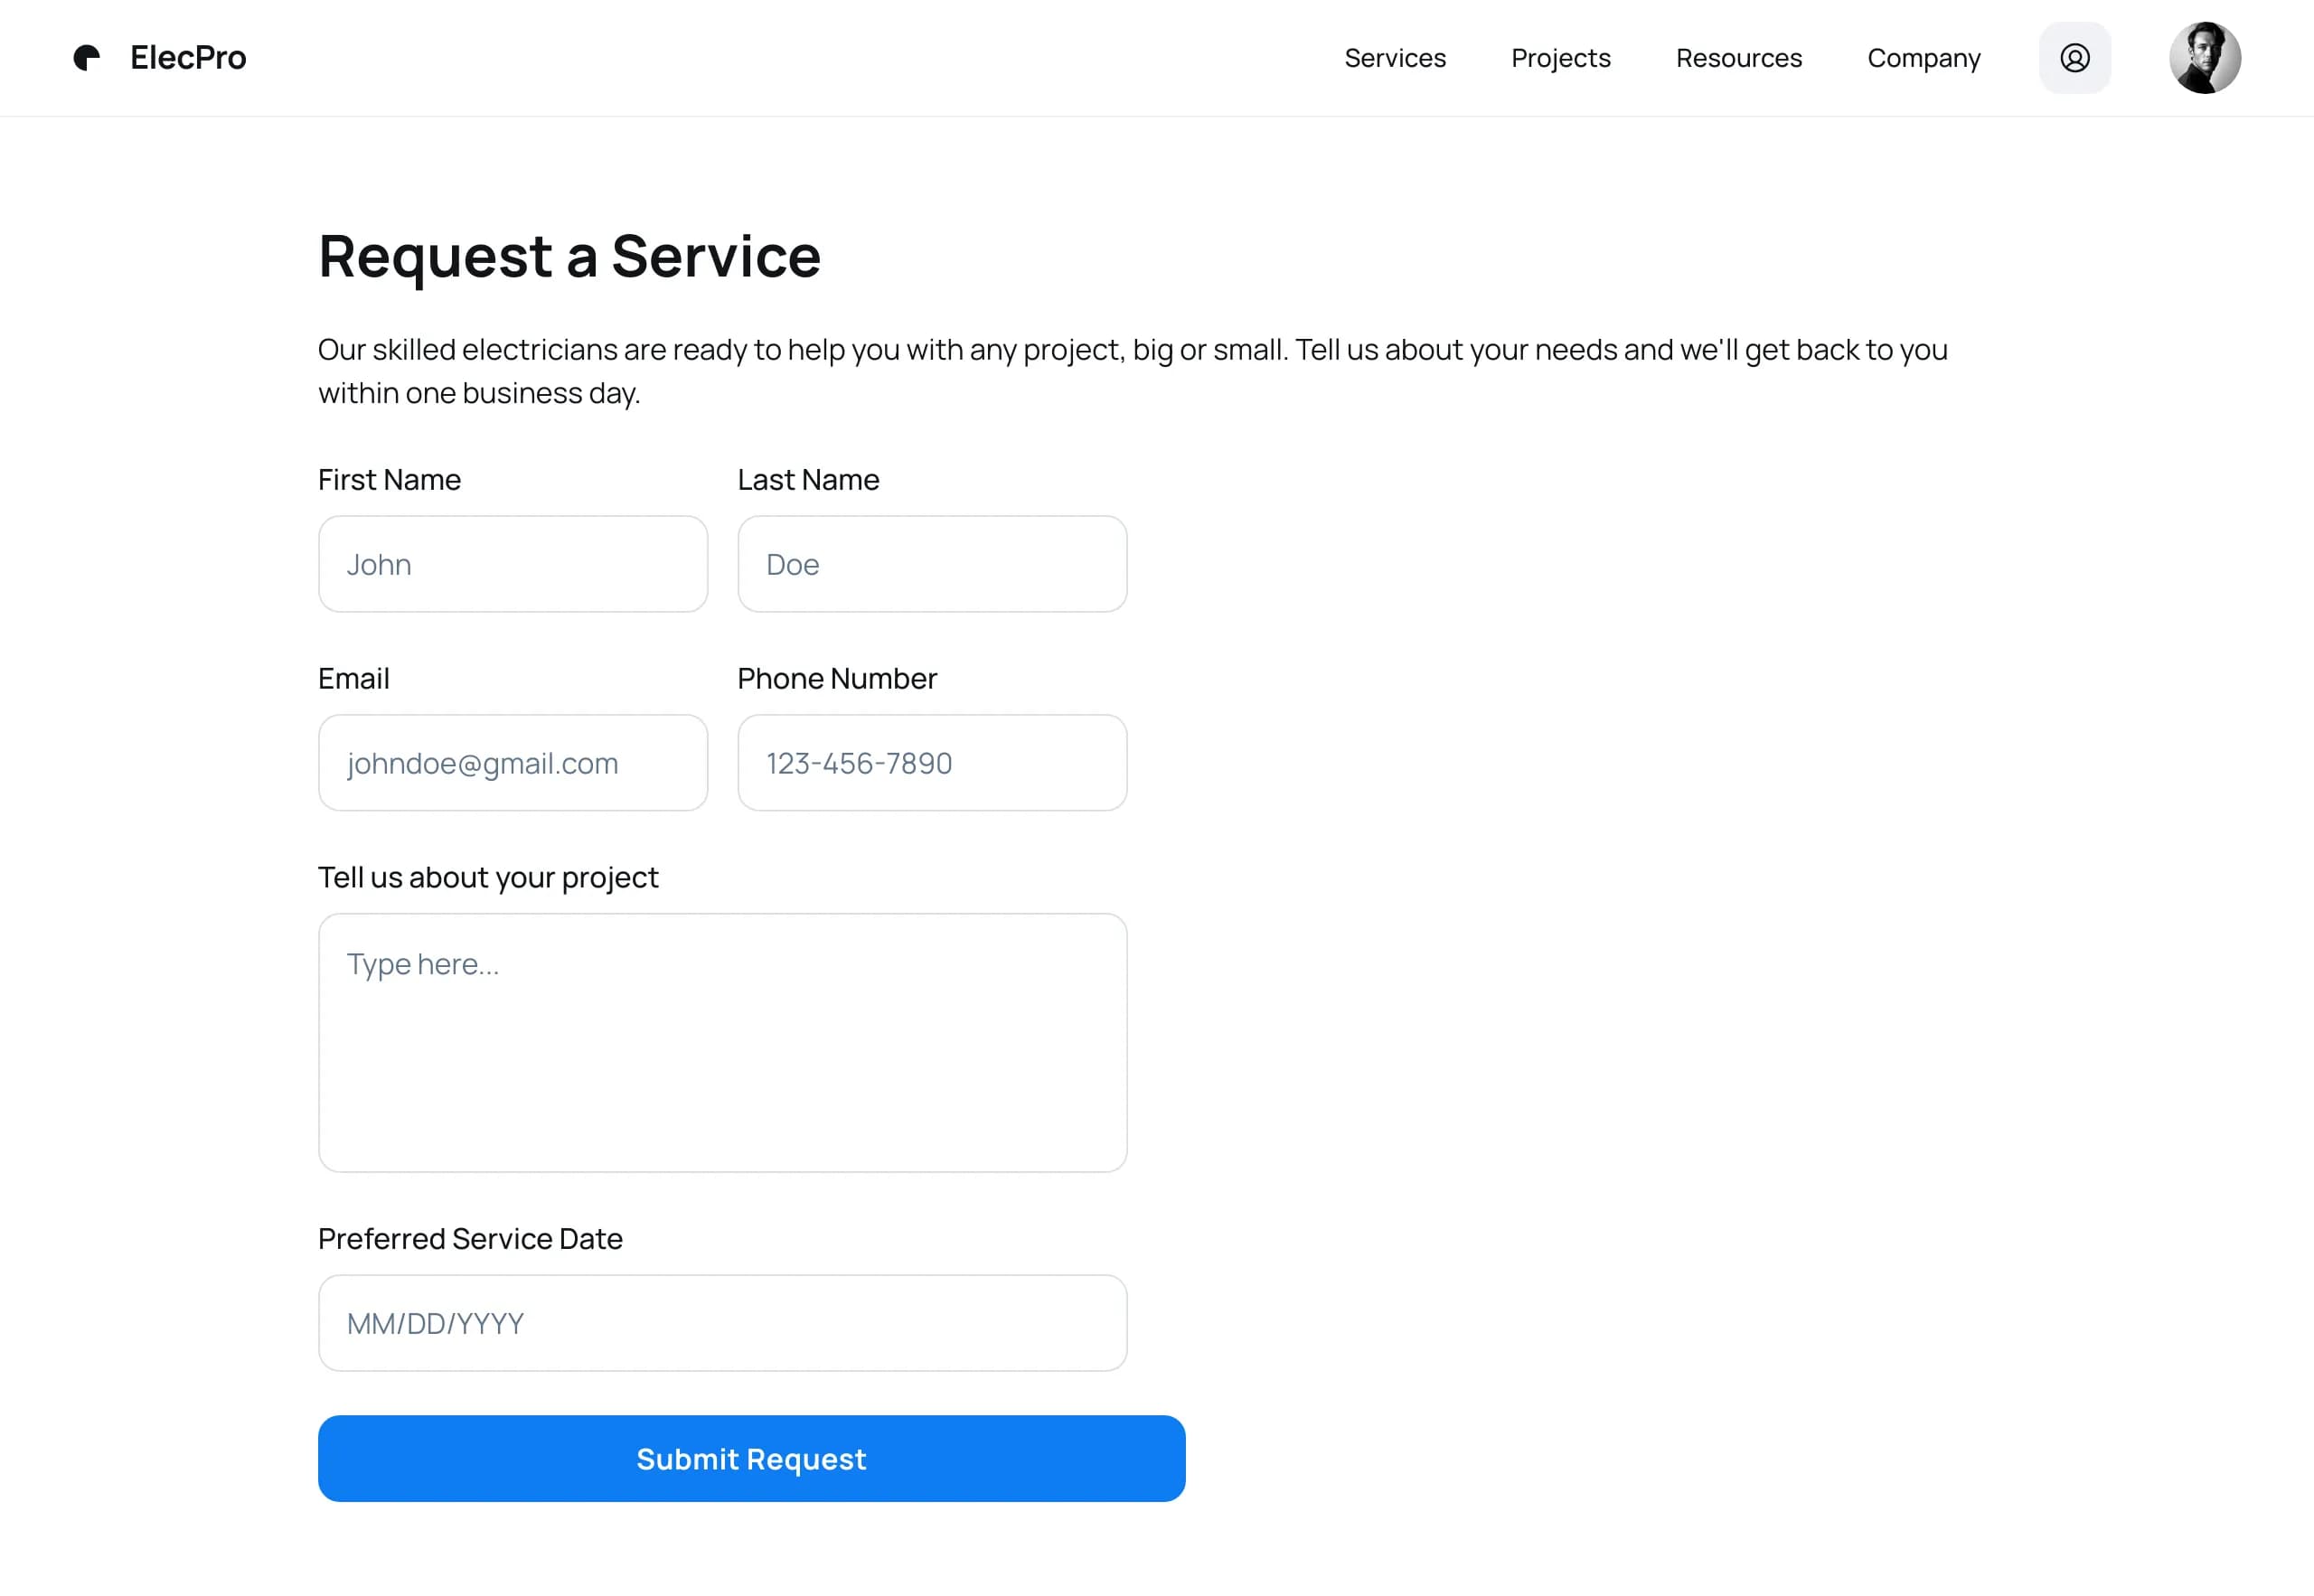 ElecPro
Services
Projects
Resources
Company
Request a Service
Our skilled electricians are ready to help you with any project, big or small. Tell us about your needs and we'll get back to you
within one business day.
First Name
Last Name
John
Doe
Email
Phone Number
johndoe@gmail.com
123-456-7890
Tell us about your project
Type here...
Preferred Service Date
MM/DD/YYYY
Submit Request